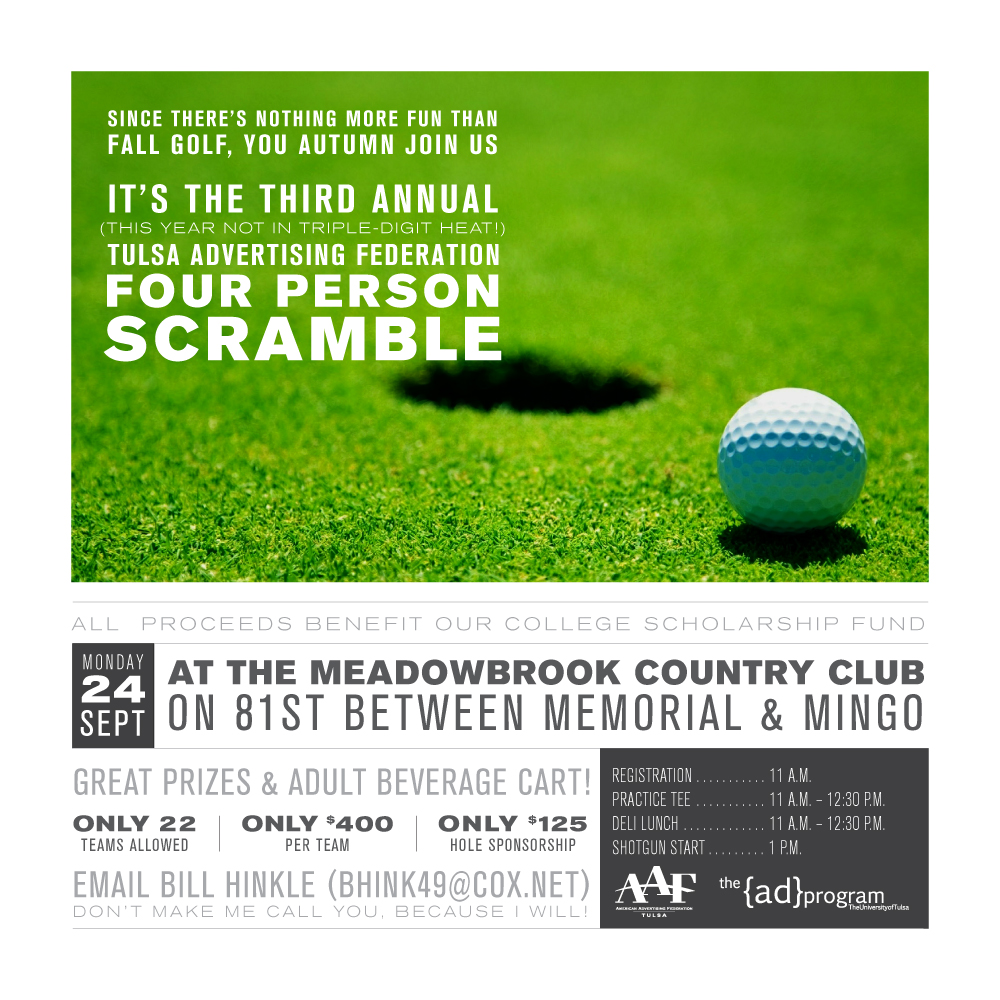 SINCE THERE'S NOTHING MORE FUN THAN
FALL GOLF, YOU AUTUMN JOIN US
IT'S THE THIRD ANNUAL
(THIS YEAR NOT IN TRIPLE-DIGIT HEAT!)
TULSA ADVERTISING FEDERATION
FOUR PERSON
SCRAMBLE
ALL PROCEEDS BENEFIT OUR COLLEGE SCHOLARSHIP FUND
MONDAY
24
SEPT
AT THE MEADOWBROOK COUNTRY CLUB
ON 81ST BETWEEN MEMORIAL & MINGO
GREAT PRIZES & ADULT BEVERAGE CART!
ONLY 22
TEAMS ALLOWED
ONLY $400
PER TEAM
ONLY $125
HOLE SPONSORSHIP
EMAIL BILL HINKLE (BHINK49@COX.NET)
DON'T MAKE ME CALL YOU, BECAUSE I WILL!
REGISTRATION ........... 11 A.M.
PRACTICE TEE ........... 11 A.M. – 12:30 P.M.
DELI LUNCH ............. 11 A.M. – 12:30 P.M.
SHOTGUN START ......... 1 P.M.
AAF
AMERICAN ADVERTISING FEDERATION
TULSA
the {ad}program
TheUniversityofTulsa